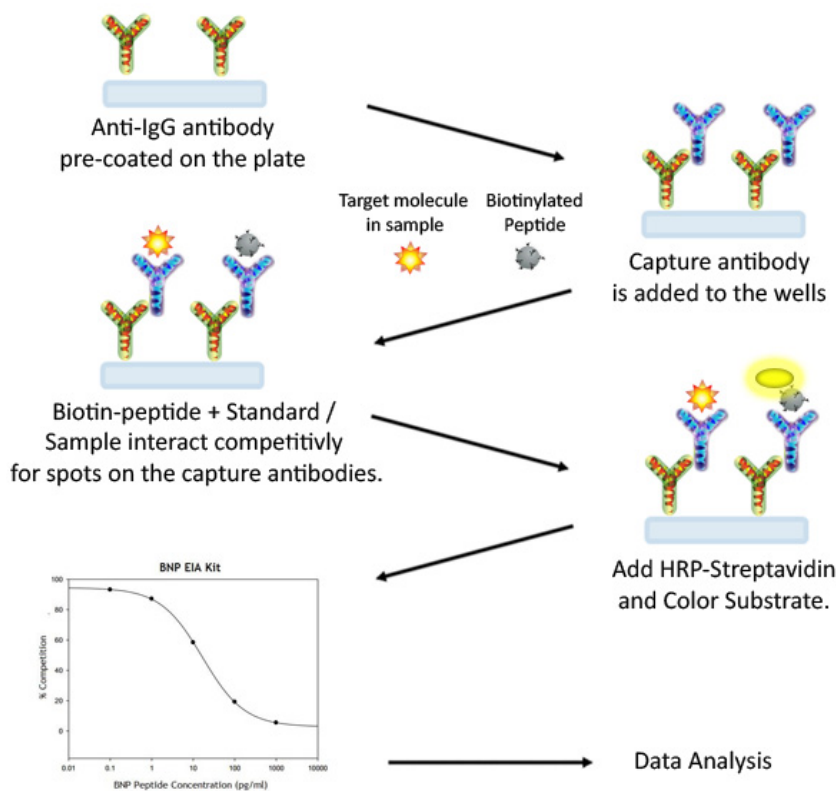 Anti-IgG antibody
pre-coated on the plate
Target molecule
in sample
Biotinylated
Peptide
Capture antibody
is added to the wells
Biotin-peptide + Standard /
Sample interact competitivly
for spots on the capture antibodies.
Add HRP-Streptavidin
and Color Substrate.
BNP EIA Kit
% Competition
100
80
60
40
20
0
0.01
0.1
1
10
100
1000
10000
BNP Peptide Concentration (pg/ml)
Data Analysis